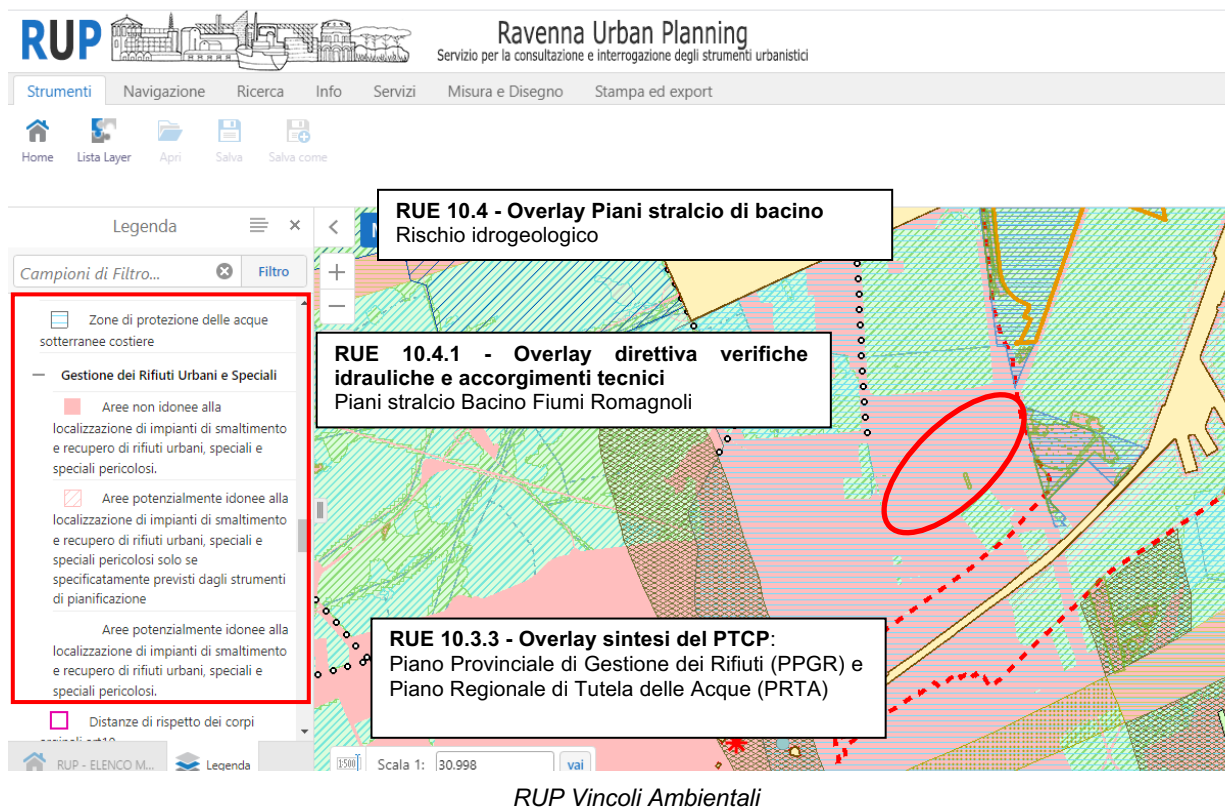 RUP
Ravenna Urban Planning
Servizio per la consultazione e interrogazione degli strumenti urbanistici
Strumenti Navigazione Ricerca Info Servizi Misura e Disegno Stampa ed export
Home Lista Layer Apri Salva Salva come
Legenda
Campioni di Filtro... Filtro
Zone di protezione delle acque
sotterranee costiere
Gestione dei Rifiuti Urbani e Speciali
Aree non idonee alla
localizzazione di impianti di smaltimento
e recupero di rifiuti urbani, speciali e
speciali pericolosi.
Aree potenzialmente idonee alla
localizzazione di impianti di smaltimento
e recupero di rifiuti urbani, speciali e
speciali pericolosi solo se
specificatamente previsti dagli strumenti
di pianificazione
Aree potenzialmente idonee alla
localizzazione di impianti di smaltimento
e recupero di rifiuti urbani, speciali e
speciali pericolosi.
Distanze di rispetto dei corpi
RUP - ELENCO M... Legenda
RUE 10.4 - Overlay Piani stralcio di bacino
Rischio idrogeologico
RUE 10.4.1 - Overlay direttiva verifiche
idrauliche e accorgimenti tecnici
Piani stralcio Bacino Fiumi Romagnoli
RUE 10.3.3 - Overlay sintesi del PTCP:
Piano Provinciale di Gestione dei Rifiuti (PPGR) e
Piano Regionale di Tutela delle Acque (PRTA)
1:500 Scala 1: 30.998 vai
RUP Vincoli Ambientali